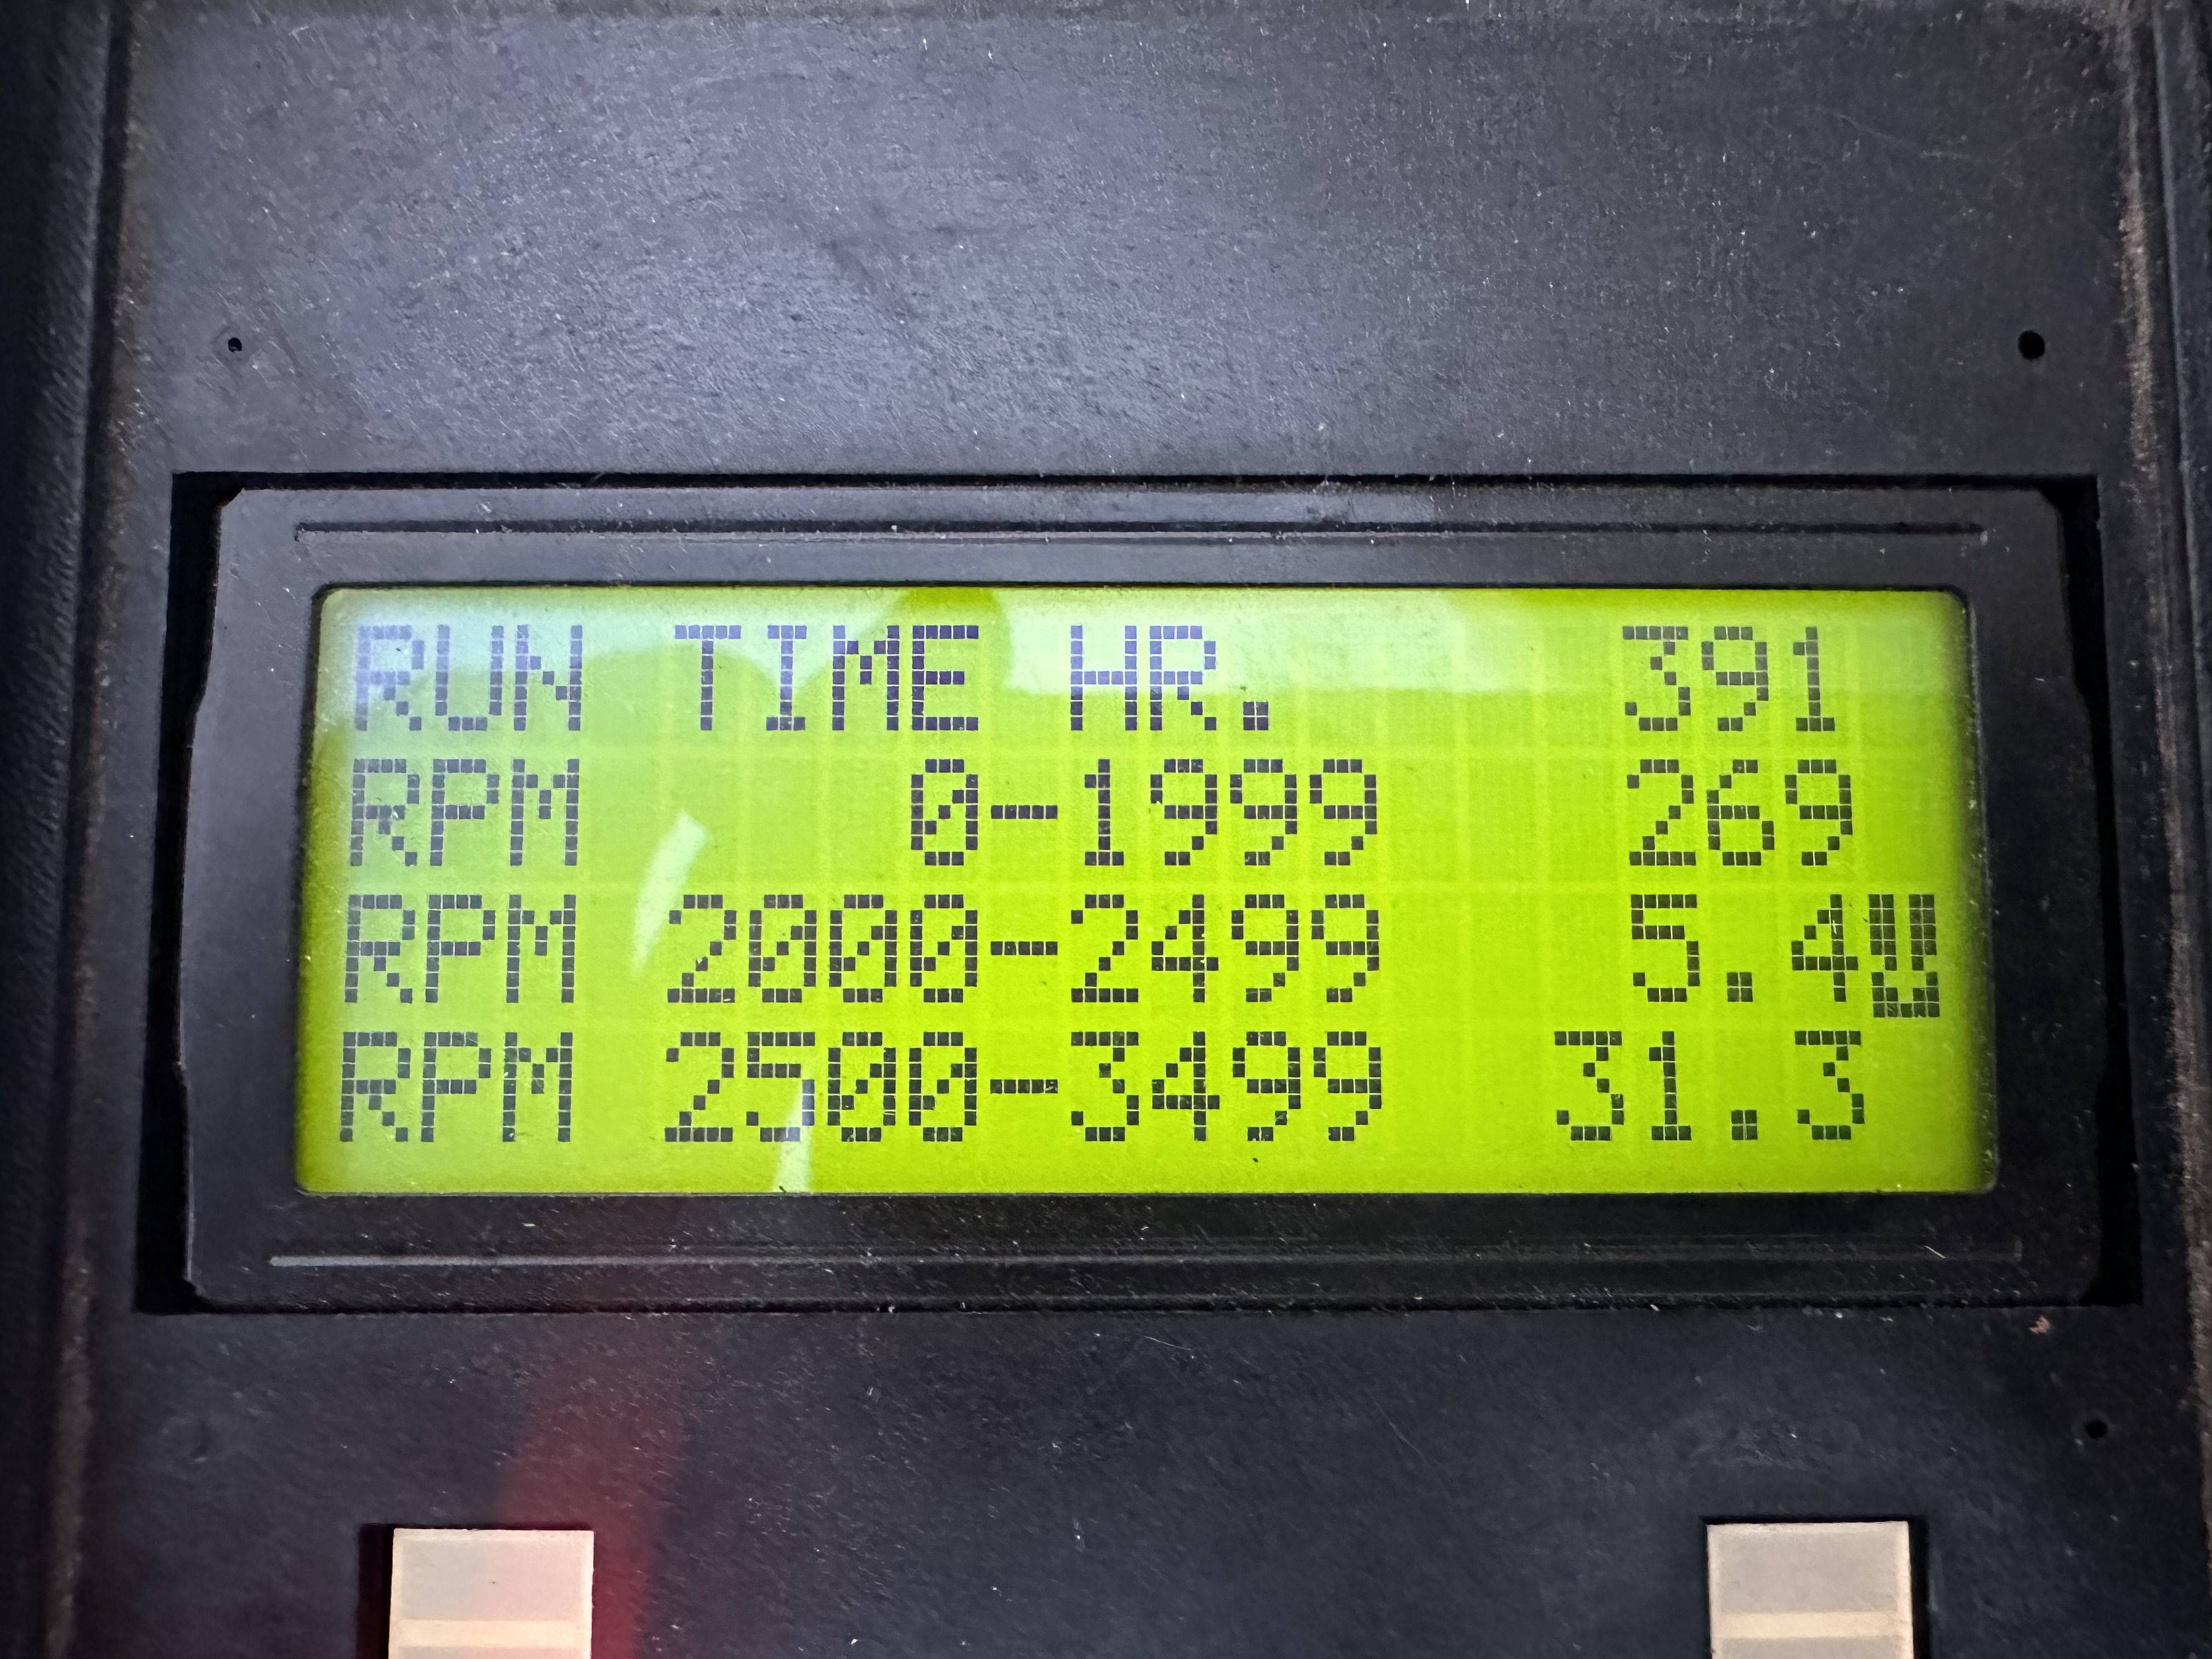 RUN TIME HR. 391
RPM 0-1999 269
RPM 2000-2499 5.4
RPM 2500-3499 31.3